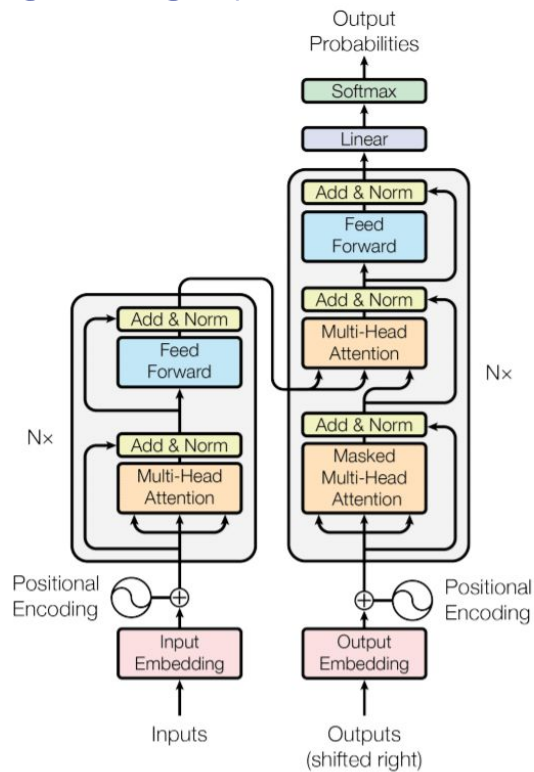 Output
Probabilities
Softmax
Linear
Add & Norm
Feed
Forward
Add & Norm
Multi-Head
Attention
Nx
Add & Norm
Masked
Multi-Head
Attention
Add & Norm
Feed
Forward
Nx
Add & Norm
Multi-Head
Attention
Positional
Encoding
Positional
Encoding
Input
Embedding
Output
Embedding
Inputs
Outputs
(shifted right)